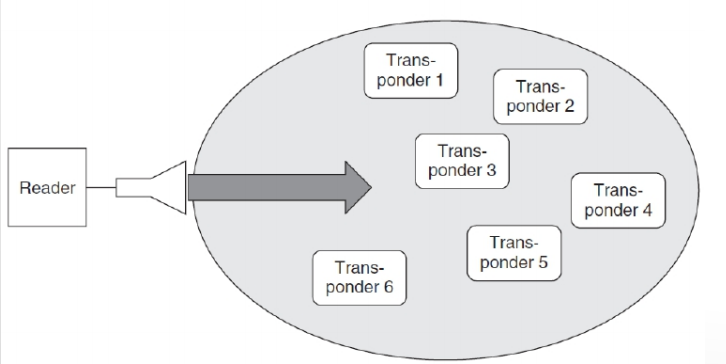 Trans-
ponder 1
Trans-
ponder 2
Trans-
ponder 3
Reader
Trans-
ponder 4
Trans-
ponder 5
Trans-
ponder 6